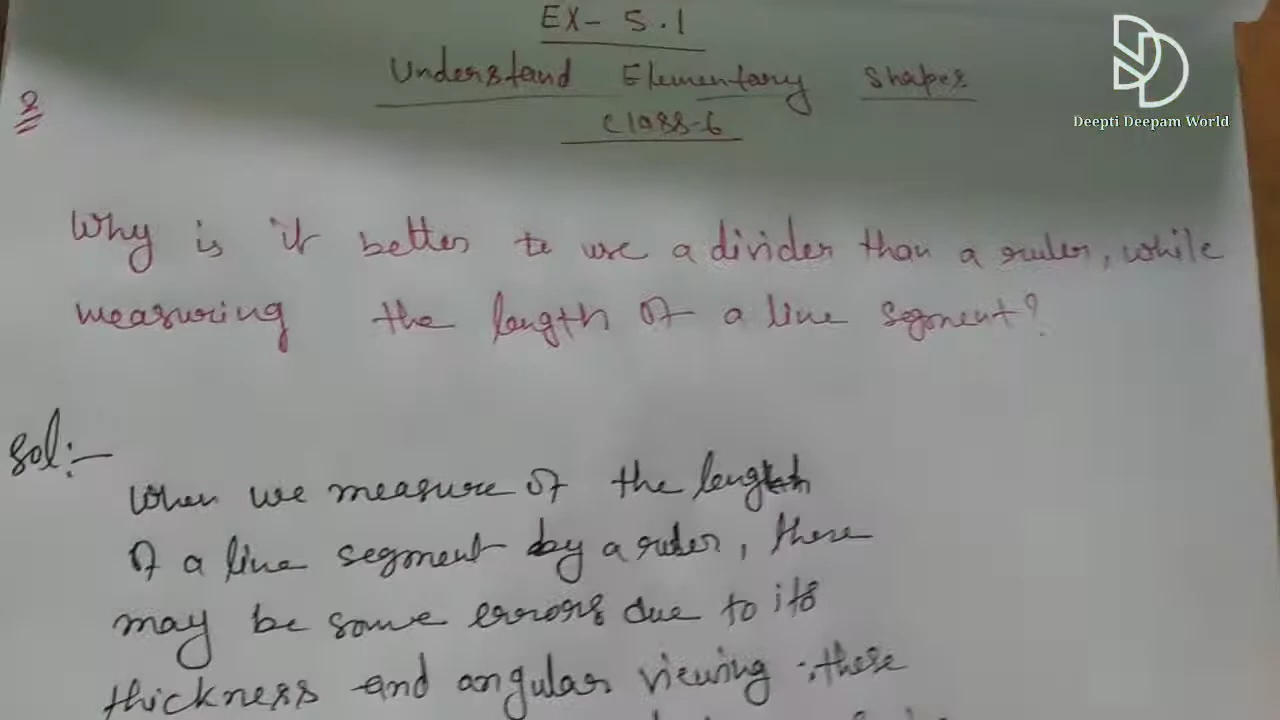 EX- 5.1
Understand Elementary Shapes
Class-6
Deepti Deepam World
Q
Why is it better to use a divider than a ruler, while
measuring the length of a line segment?
Sol:-
When we measure of the length
of a line segment by a ruler, there
may be some errors due to its
thickness and angular viewing. these